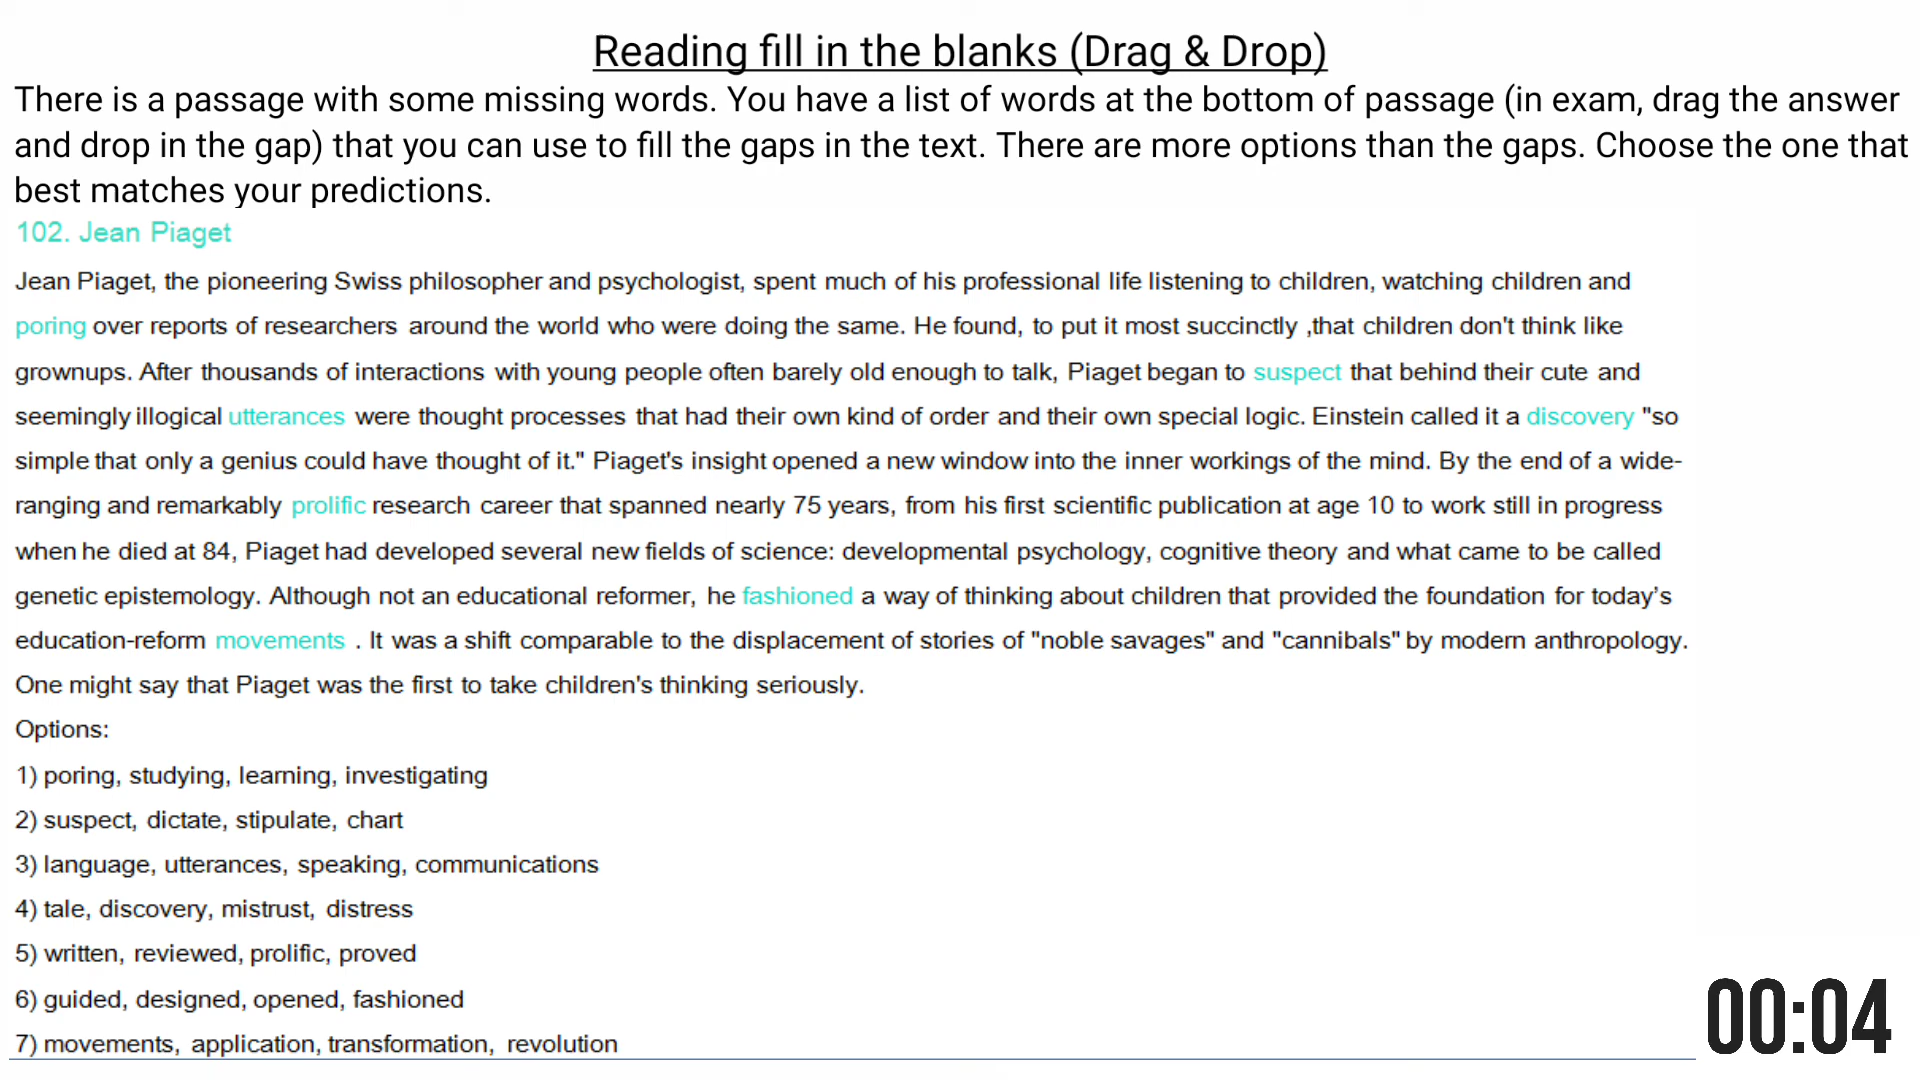 Reading fill in the blanks (Drag & Drop)
There is a passage with some missing words. You have a list of words at the bottom of passage (in exam, drag the answer
and drop in the gap) that you can use to fill the gaps in the text. There are more options than the gaps. Choose the one that
best matches your predictions.
102. Jean Piaget
Jean Piaget, the pioneering Swiss philosopher and psychologist, spent much of his professional life listening to children, watching children and
poring over reports of researchers around the world who were doing the same. He found, to put it most succinctly ,that children don't think like
grownups. After thousands of interactions with young people often barely old enough to talk, Piaget began to suspect that behind their cute and
seemingly illogical utterances were thought processes that had their own kind of order and their own special logic. Einstein called it a discovery "so
simple that only a genius could have thought of it." Piaget's insight opened a new window into the inner workings of the mind. By the end of a wide-
ranging and remarkably prolific research career that spanned nearly 75 years, from his first scientific publication at age 10 to work still in progress
when he died at 84, Piaget had developed several new fields of science: developmental psychology, cognitive theory and what came to be called
genetic epistemology. Although not an educational reformer, he fashioned a way of thinking about children that provided the foundation for today's
education-reform movements . It was a shift comparable to the displacement of stories of "noble savages" and "cannibals" by modern anthropology.
One might say that Piaget was the first to take children's thinking seriously.
Options:
1) poring, studying, learning, investigating
2) suspect, dictate, stipulate, chart
3) language, utterances, speaking, communications
4) tale, discovery, mistrust, distress
5) written, reviewed, prolific, proved
6) guided, designed, opened, fashioned
7) movements, application, transformation, revolution
00:04